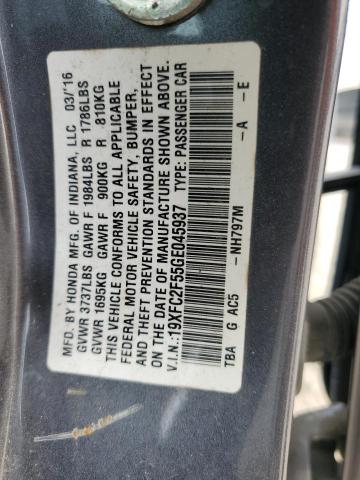 MFD. BY HONDA MFG. OF INDIANA, LLC 03/'16
GVWR 3737LBS GAWR F 1984LBS R 1786LBS
GVWR 1695KG GAWR F 900KG R 810KG
THIS VEHICLE CONFORMS TO ALL APPLICABLE
FEDERAL MOTOR VEHICLE SAFETY, BUMPER,
AND THEFT PREVENTION STANDARDS IN EFFECT
ON THE DATE OF MANUFACTURE SHOWN ABOVE.
V.I.N.: 19XFC2F55GE045937 TYPE: PASSENGER CAR
TBA G AC5 -NH797M -A -E